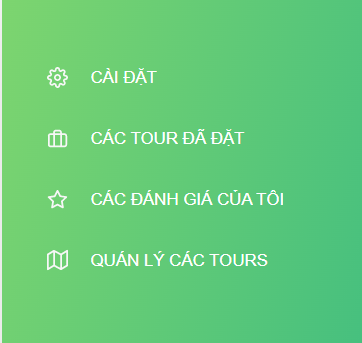 CÀI ĐẶT
CÁC TOUR ĐÃ ĐẶT
CÁC ĐÁNH GIÁ CỦA TÔI
QUẢN LÝ CÁC TOURS